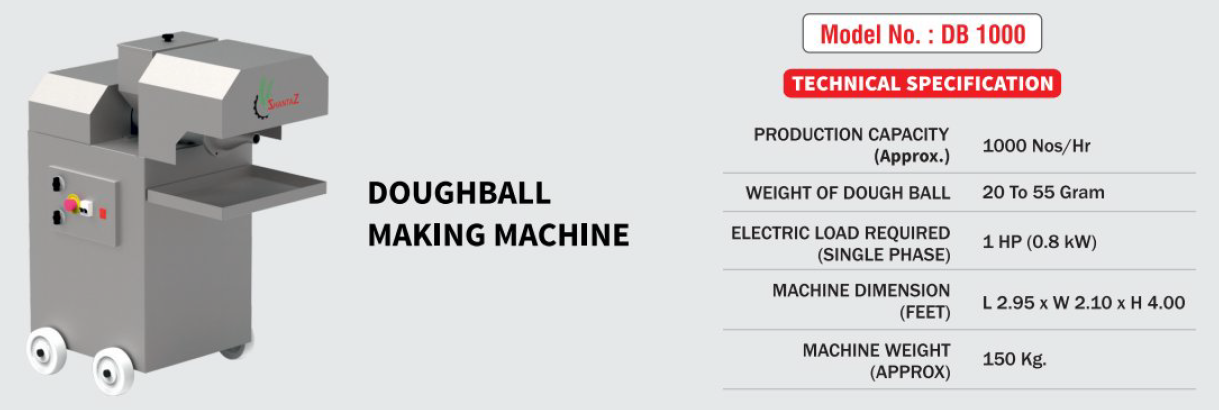 SHANTAZ
DOUGHBALL
MAKING MACHINE
Model No. : DB 1000
TECHNICAL SPECIFICATION
PRODUCTION CAPACITY
(Approx.)
1000 Nos/Hr
WEIGHT OF DOUGH BALL
20 To 55 Gram
ELECTRIC LOAD REQUIRED
(SINGLE PHASE)
1 HP (0.8 kW)
MACHINE DIMENSION
(FEET)
L 2.95 x W 2.10 x H 4.00
MACHINE WEIGHT
(APPROX)
150 Kg.